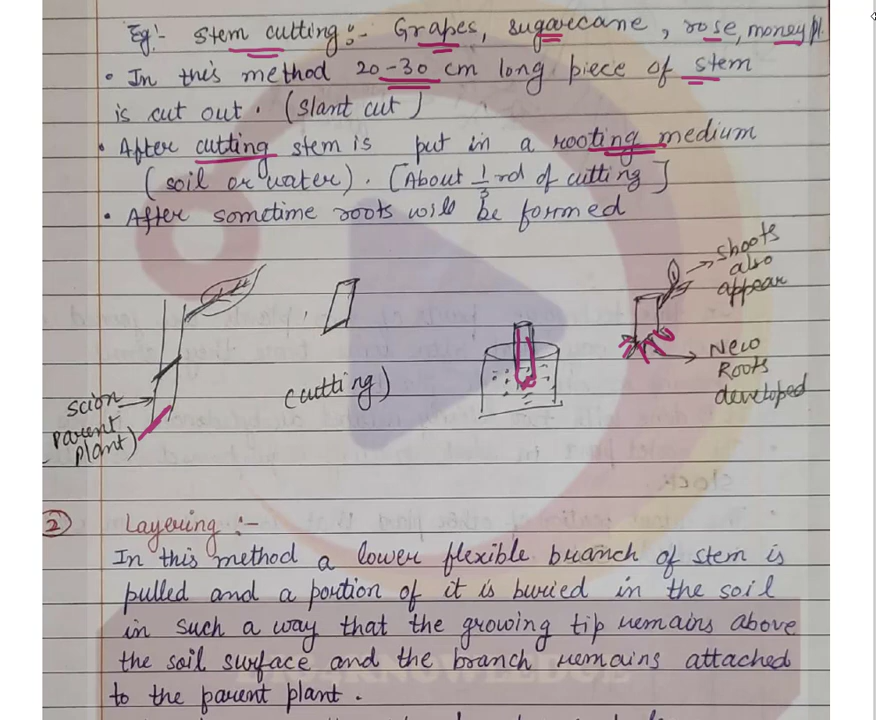 Eg:- Stem cutting:- Grapes, sugarcane, rose, money pl.
• In this method 20-30 cm long piece of stem
is cut out. (slant cut)
• After cutting stem is put in a rooting medium
(soil or water). [About 1/3 rd of cutting]
• After sometime roots will be formed
shoots
also
appear
New
Roots
developed
(cutting)
scion
parent
plant)
2 Layering :-
In this method a lower flexible branch of stem is
pulled and a portion of it is buried in the soil
in such a way that the growing tip remains above
the soil surface and the branch remains attached
to the parent plant.